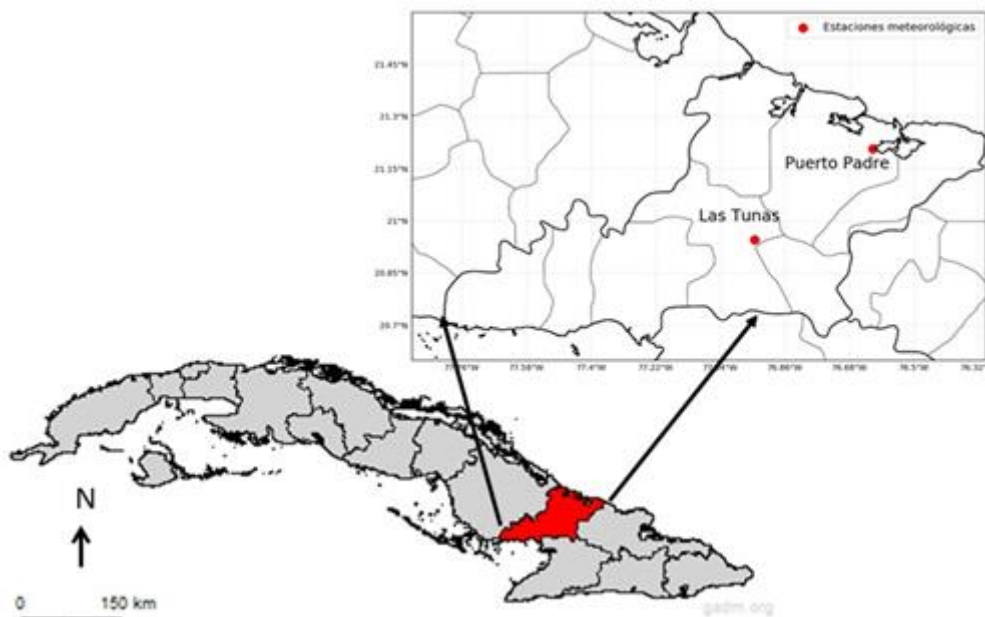 Estaciones meteorológicas
21.45°N
21.3°N
Puerto Padre
21.15°N
Las Tunas
21°N
20.85°N
20.7°N
77.58°W
77.4°W
77.22°W
76.86°W
76.68°W
76.5°W
76.32°W
N
0 150 km
gadm.org